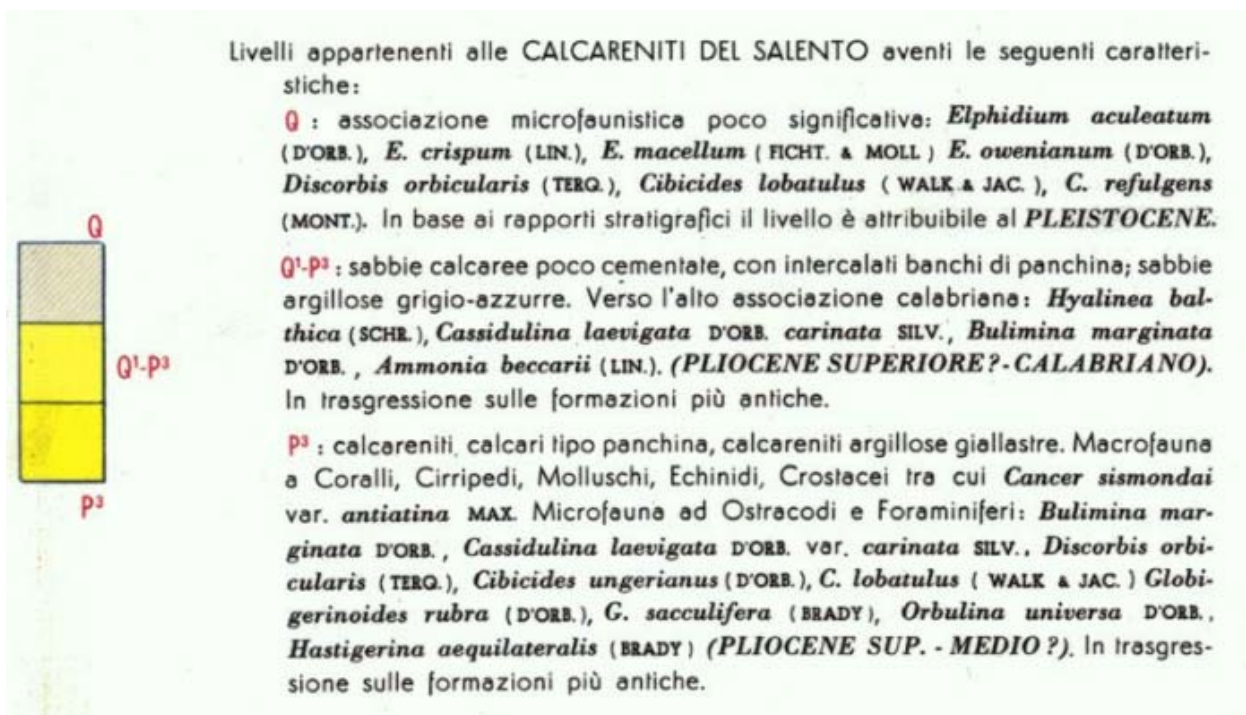 Livelli appartenenti alle CALCARENITI DEL SALENTO aventi le seguenti caratteri-
stiche:
Q : associazione microfaunistica poco significativa: Elphidium aculeatum
(D'ORB.), E. crispum (LIN.), E. macellum ( FICHT. & MOLL ) E. owenianum (D'ORB.),
Discorbis orbicularis (TERQ.), Cibicides lobatulus ( WALK & JAC. ), C. refulgens
(MONT.). In base ai rapporti stratigrafici il livello è attribuibile al PLEISTOCENE.
Q¹-P³ : sabbie calcaree poco cementate, con intercalati banchi di panchina; sabbie
argillose grigio-azzurre. Verso l'alto associazione calabriana: Hyalinea bal-
thica (SCHR.), Cassidulina laevigata D'ORB. carinata SILV., Bulimina marginata
D'ORB. , Ammonia beccarii (LIN.). (PLIOCENE SUPERIORE?-CALABRIANO).
In trasgressione sulle formazioni più antiche.
P³ : calcareniti, calcari tipo panchina, calcareniti argillose giallastre. Macrofauna
a Coralli, Cirripedi, Molluschi, Echinidi, Crostacei tra cui Cancer sismondai
var. antiatina MAX. Microfauna ad Ostracodi e Foraminiferi: Bulimina mar-
ginata D'ORB., Cassidulina laevigata D'ORB. var. carinata SILV., Discorbis orbi-
cularis (TERQ.), Cibicides ungerianus (D'ORB.), C. lobatulus ( WALK & JAC. ) Globi-
gerinoides rubra (D'ORB.), G. sacculifera (BRADY), Orbulina universa D'ORB.,
Hastigerina aequilateralis (BRADY) (PLIOCENE SUP. - MEDIO ?). In trasgres-
sione sulle formazioni più antiche.
Q
Q¹-P³
P³